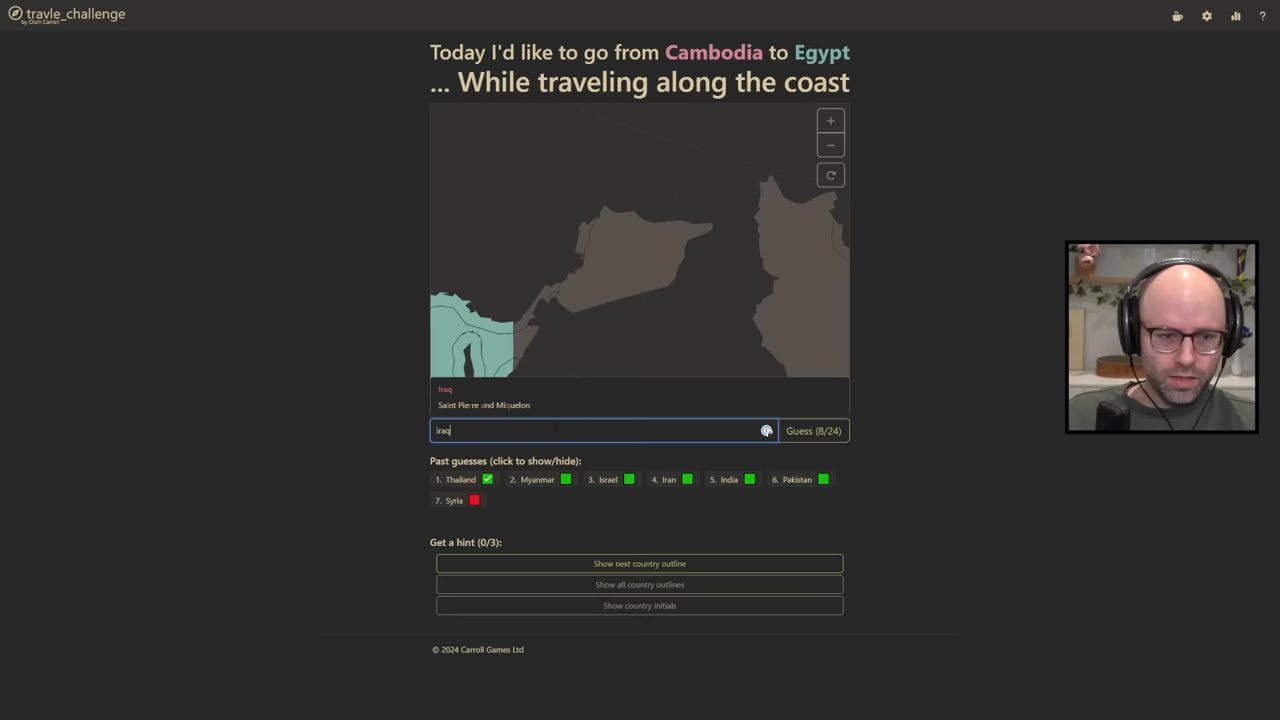 travle_challenge
by Oisín Carroll
Today I'd like to go from Cambodia to Egypt
... While traveling along the coast
+
−
Iraq
Saint Pierre and Miquelon
iraq
Guess (8/24)
Past guesses (click to show/hide):
1. Thailand 2. Myanmar 3. Israel 4. Iran 5. India 6. Pakistan
7. Syria
Get a hint (0/3):
Show next country outline
Show all country outlines
Show country initials
© 2024 Carroll Games Ltd